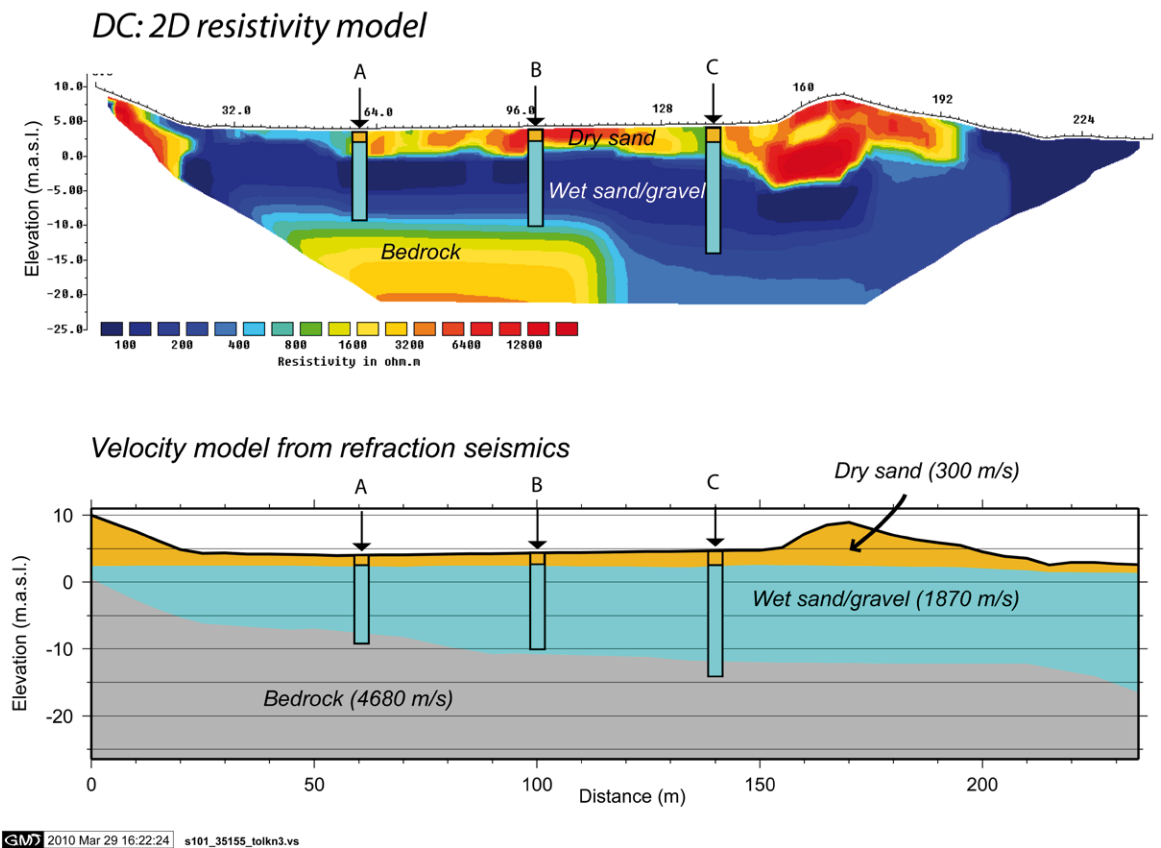 DC: 2D resistivity model
A B C
Elevation (m.a.s.l.)
10.0
5.00
0.0
-5.00
-10.0
-15.0
-20.0
-25.0
32.0 64.0 96.0 128 160 192 224
Dry sand
Wet sand/gravel
Bedrock
100 200 400 800 1600 3200 6400 12800
Resistivity in ohm.m
Velocity model from refraction seismics
A B C
Dry sand (300 m/s)
Elevation (m.a.s.l.)
10
0
-10
-20
Wet sand/gravel (1870 m/s)
Bedrock (4680 m/s)
0 50 100 150 200
Distance (m)
GMT 2010 Mar 29 16:22:24 s101_35155_tolkn3.vs